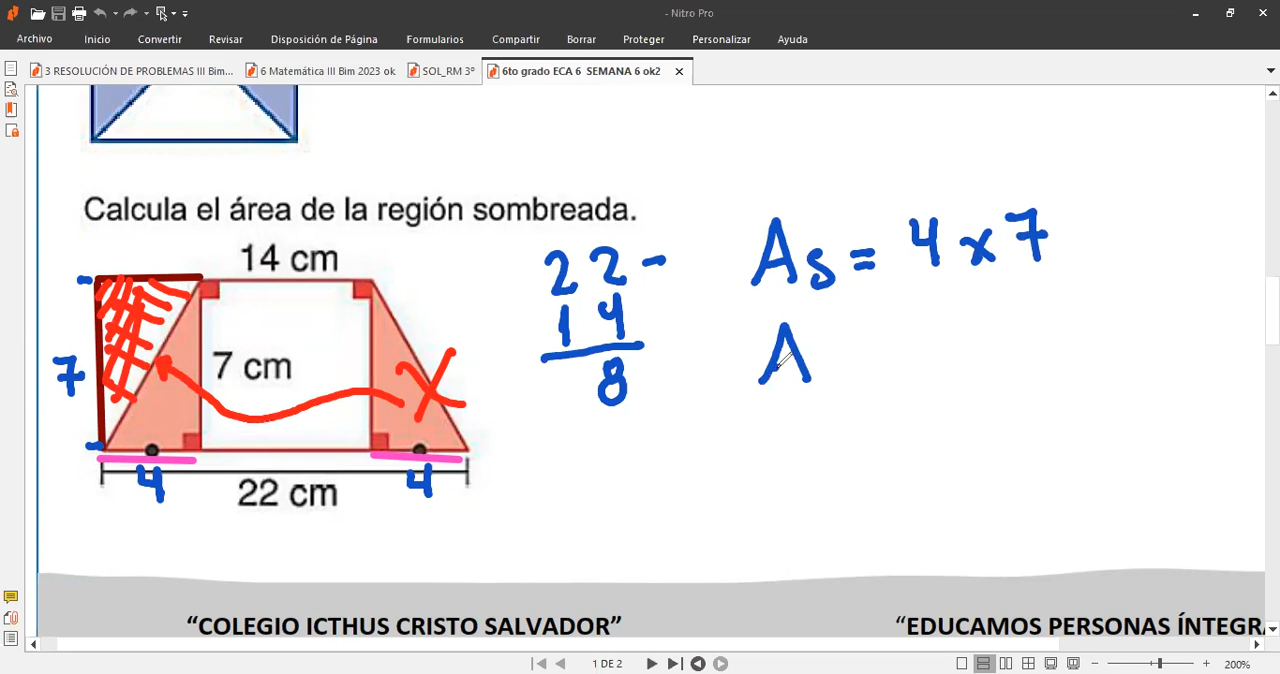 - Nitro Pro
Archivo Inicio Convertir Revisar Disposición de Página Formularios Compartir Borrar Proteger Personalizar Ayuda
3 RESOLUCIÓN DE PROBLEMAS III Bim... 6 Matemática III Bim 2023 ok SOL_RM 3° 6to grado ECA 6 SEMANA 6 ok2
Calcula el área de la región sombreada.
14 cm
7 cm
7
4
4
22 cm
22 -
14
8
As = 4 x 7
A
“COLEGIO ICTHUS CRISTO SALVADOR” “EDUCAMOS PERSONAS ÍNTEGRA
1 DE 2
200%